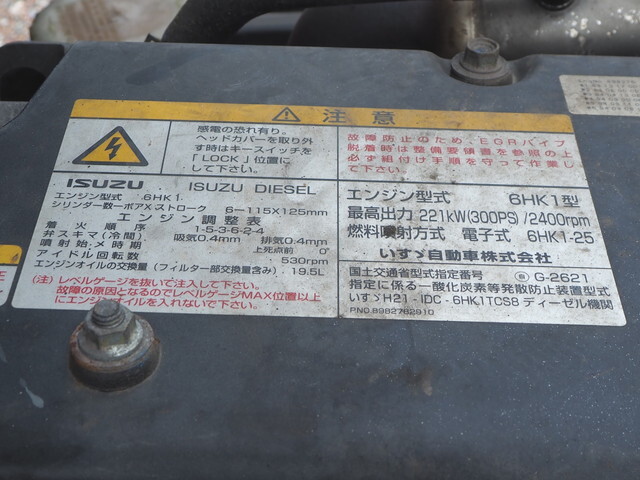 ⚠ 注意
感電の恐れ有り。
ヘッドカバーを取り外
す時はキースイッチを
「LOCK」位置に
して下さい。
故障防止のため、EGRパイプ
脱着時は整備要領書を参照の上
必ず組付け手順を守って作業し
て下さい。
ISUZU ISUZU DIESEL
エンジン型式 6HK1
シリンダー数ーボアXストローク 6-115X125mm
エンジン調整表
着火順序 1-5-3-6-2-4
弁スキマ(冷間) 吸気0.4mm 排気0.4mm
噴射始メ時期 上死点前 0°
アイドル回転数 530rpm
エンジンオイルの交換量(フィルター部交換量含み) 19.5L
(注)レベルゲージを抜いて注入して下さい。
故障の原因となるのでレベルゲージMAX位置以上
にエンジンオイルを入れないで下さい。
エンジン型式 6HK1型
最高出力 221kW(300PS)/2400rpm
燃料噴射方式 電子式 6HK1-25
いすゞ自動車株式会社
国土交通省型式指定番号 G-2621
指定に係る一酸化炭素等発散防止装置型式
いすゞH21-IDC-6HK1TCS8 ディーゼル機関
PNO.8982782910